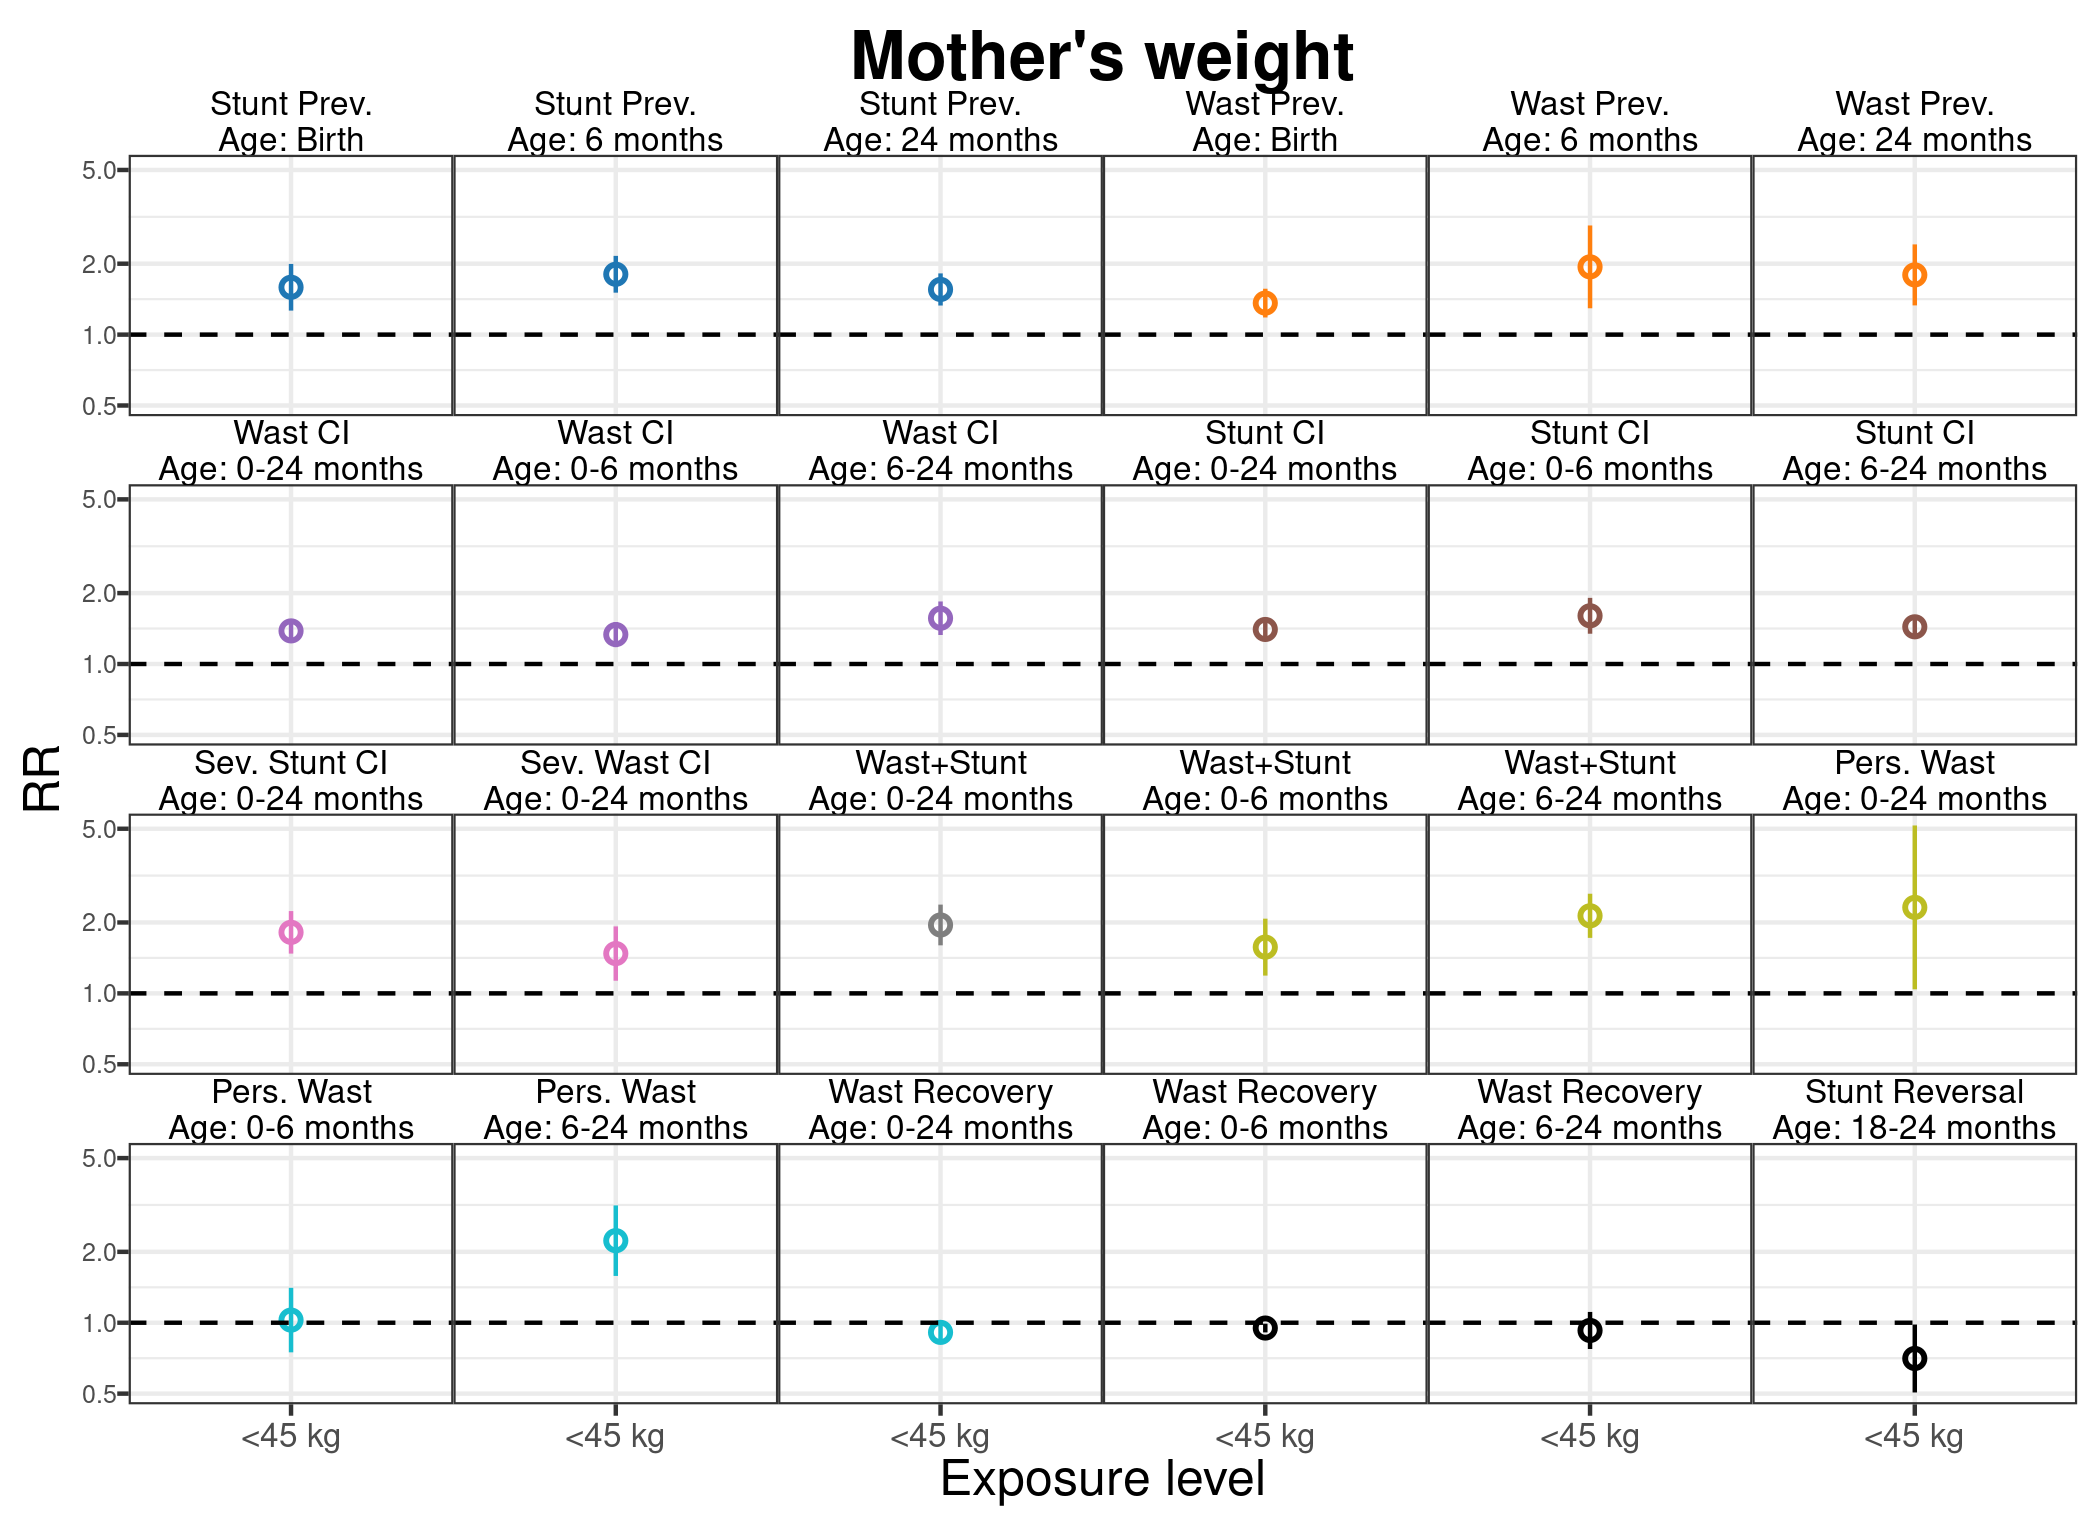 Mother's weight
Stunt Prev.
Age: Birth
Stunt Prev.
Age: 6 months
Stunt Prev.
Age: 24 months
Wast Prev.
Age: Birth
Wast Prev.
Age: 6 months
Wast Prev.
Age: 24 months
5.0
2.0
1.0
0.5
Wast CI
Age: 0-24 months
Wast CI
Age: 0-6 months
Wast CI
Age: 6-24 months
Stunt CI
Age: 0-24 months
Stunt CI
Age: 0-6 months
Stunt CI
Age: 6-24 months
5.0
2.0
1.0
0.5
RR
Sev. Stunt CI
Age: 0-24 months
Sev. Wast CI
Age: 0-24 months
Wast+Stunt
Age: 0-24 months
Wast+Stunt
Age: 0-6 months
Wast+Stunt
Age: 6-24 months
Pers. Wast
Age: 0-24 months
5.0
2.0
1.0
0.5
Pers. Wast
Age: 0-6 months
Pers. Wast
Age: 6-24 months
Wast Recovery
Age: 0-24 months
Wast Recovery
Age: 0-6 months
Wast Recovery
Age: 6-24 months
Stunt Reversal
Age: 18-24 months
5.0
2.0
1.0
0.5
<45 kg
<45 kg
<45 kg
<45 kg
<45 kg
<45 kg
Exposure level